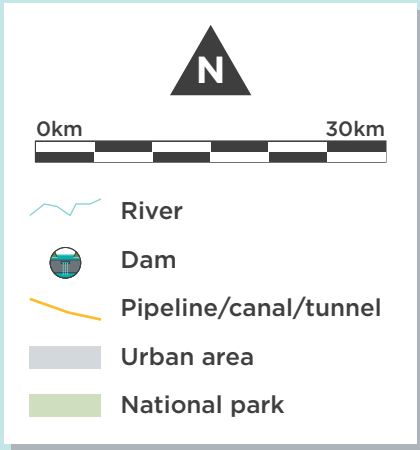 N
0km 30km
River
Dam
Pipeline/canal/tunnel
Urban area
National park